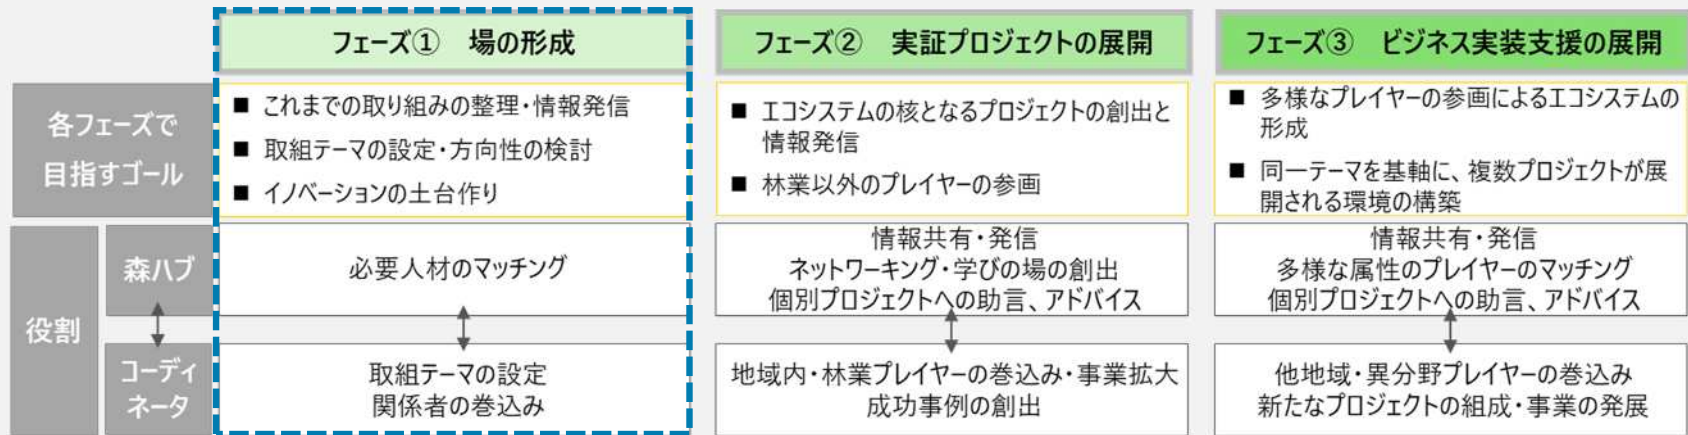 フェーズ① 場の形成
フェーズ② 実証プロジェクトの展開
フェーズ③ ビジネス実装支援の展開
各フェーズで
目指すゴール
■ これまでの取り組みの整理・情報発信
■ 取組テーマの設定・方向性の検討
■ イノベーションの土台作り
■ エコシステムの核となるプロジェクトの創出と
情報発信
■ 林業以外のプレイヤーの参画
■ 多様なプレイヤーの参画によるエコシステムの
形成
■ 同一テーマを基軸に、複数プロジェクトが展
開される環境の構築
役割
森ハブ
必要人材のマッチング
情報共有・発信
ネットワーキング・学びの場の創出
個別プロジェクトへの助言、アドバイス
情報共有・発信
多様な属性のプレイヤーのマッチング
個別プロジェクトへの助言、アドバイス
コーディ
ネータ
取組テーマの設定
関係者の巻込み
地域内・林業プレイヤーの巻込み・事業拡大
成功事例の創出
他地域・異分野プレイヤーの巻込み
新たなプロジェクトの組成・事業の発展